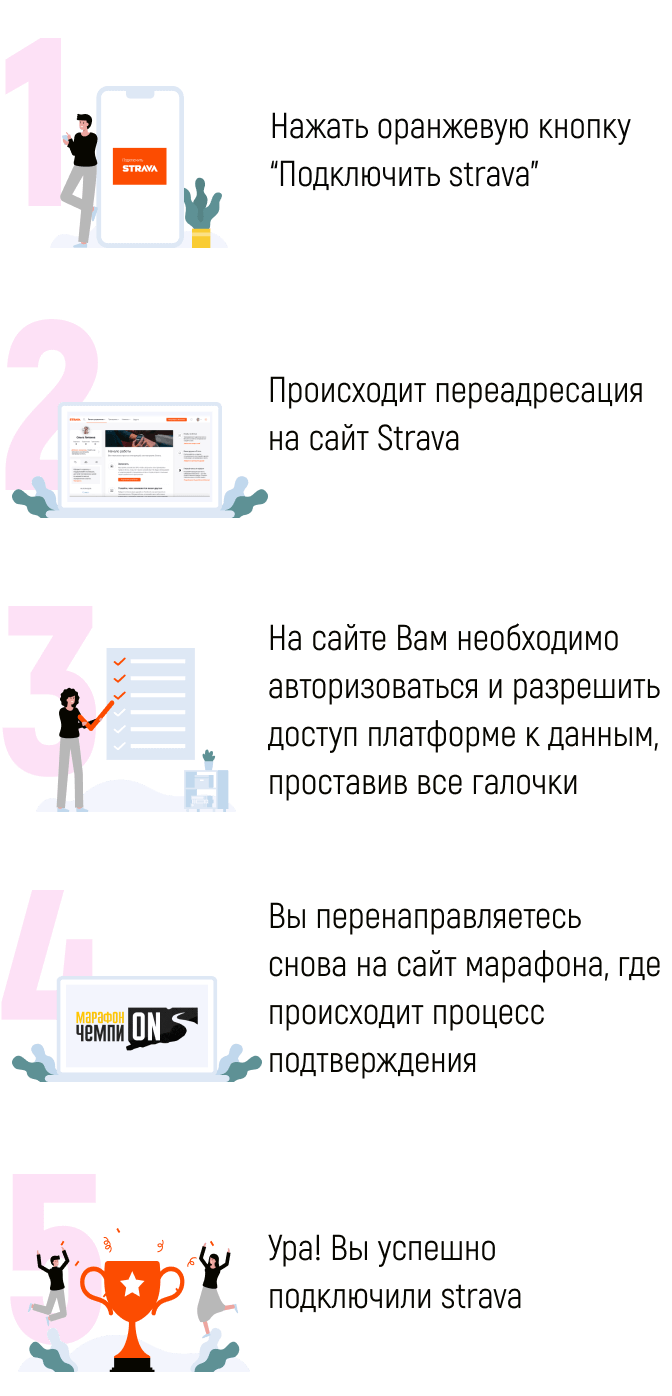 1
Подключить
STRAVA
Нажать оранжевую кнопку
“Подключить strava”
2
STRAVA
Происходит переадресация
на сайт Strava
3
На сайте Вам необходимо
авторизоваться и разрешить
доступ платформе к данным,
проставив все галочки
4
марафон
чемпиON
Вы перенаправляетесь
снова на сайт марафона, где
происходит процесс
подтверждения
5
Ура! Вы успешно
подключили strava